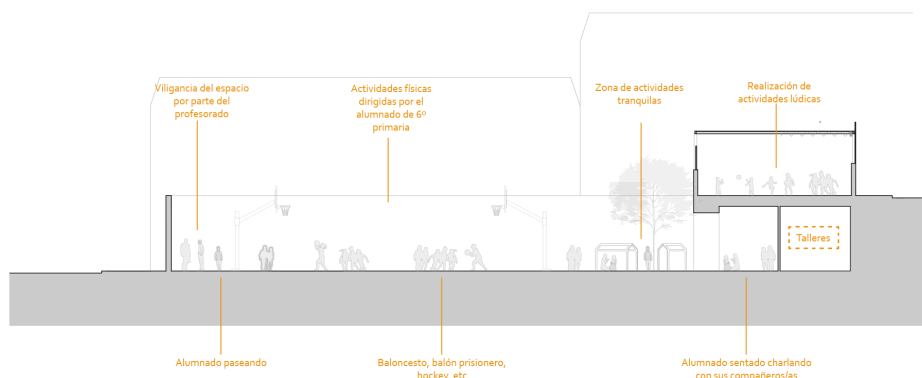 Viligancia del espacio
por parte del
profesorado
Actividades físicas
dirigidas por el
alumnado de 6º
primaria
Zona de actividades
tranquilas
Realización de
actividades lúdicas
Talleres
Alumnado paseando
Baloncesto, balón prisionero,
hockey, etc
Alumnado sentado charlando
con sus compañeros/as